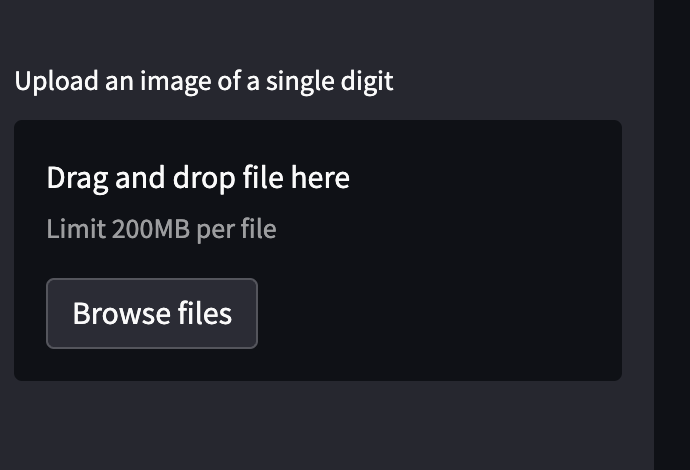 Upload an image of a single digit
Drag and drop file here
Limit 200MB per file
Browse files